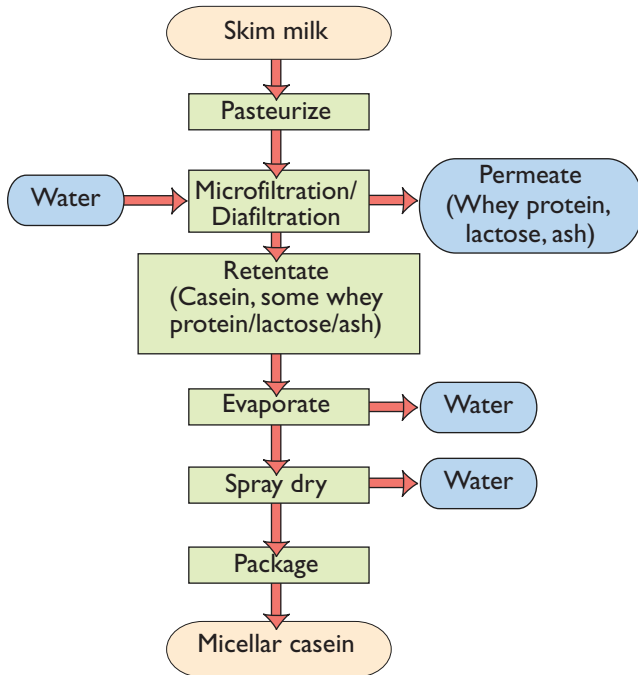 Skim milk
Pasteurize
Water
Microfiltration/
Diafiltration
Permeate
(Whey protein,
lactose, ash)
Retentate
(Casein, some whey
protein/lactose/ash)
Evaporate
Water
Spray dry
Water
Package
Micellar casein